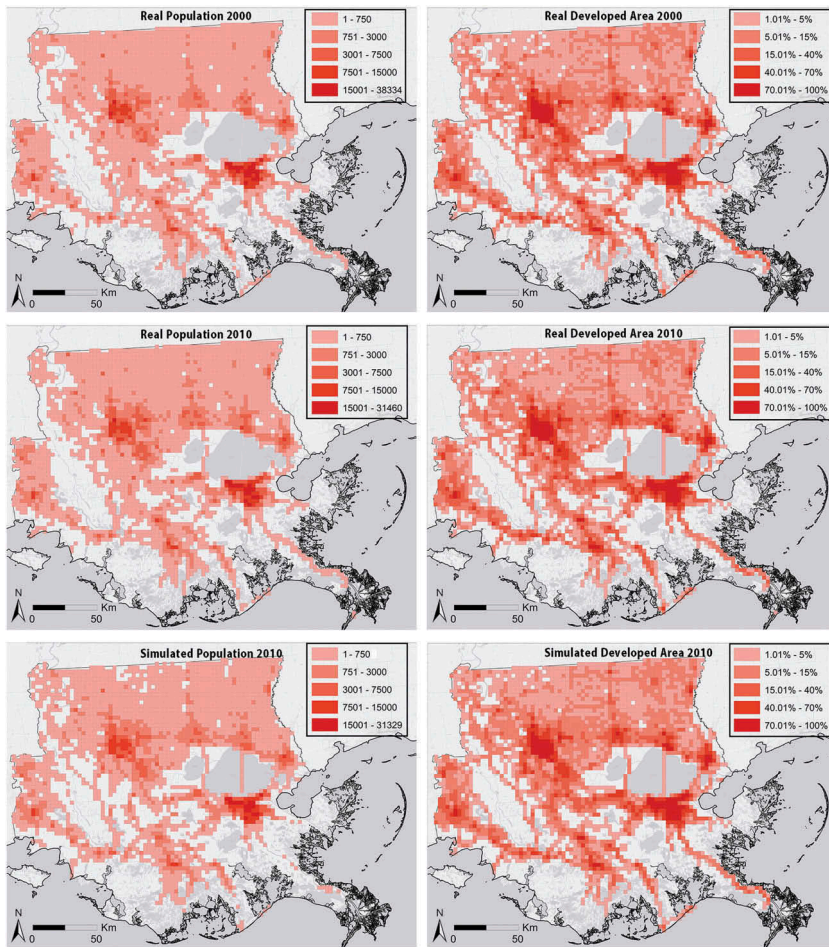 Real Population 2000
1 - 750
751 - 3000
3001 - 7500
7501 - 15000
15001 - 38334
N
Km
0 50
Real Developed Area 2000
1.01% - 5%
5.01% - 15%
15.01% - 40%
40.01% - 70%
70.01% - 100%
N
Km
0 50
Real Population 2010
1 - 750
751 - 3000
3001 - 7500
7501 - 15000
15001 - 31460
N
Km
0 50
Real Developed Area 2010
1.01 - 5%
5.01% - 15%
15.01% - 40%
40.01% - 70%
70.01% - 100%
N
Km
0 50
Simulated Population 2010
1 - 750
751 - 3000
3001 - 7500
7501 - 15000
15001 - 31329
N
Km
0 50
Simulated Developed Area 2010
1.01% - 5%
5.01% - 15%
15.01% - 40%
40.01% - 70%
70.01% - 100%
N
Km
0 50